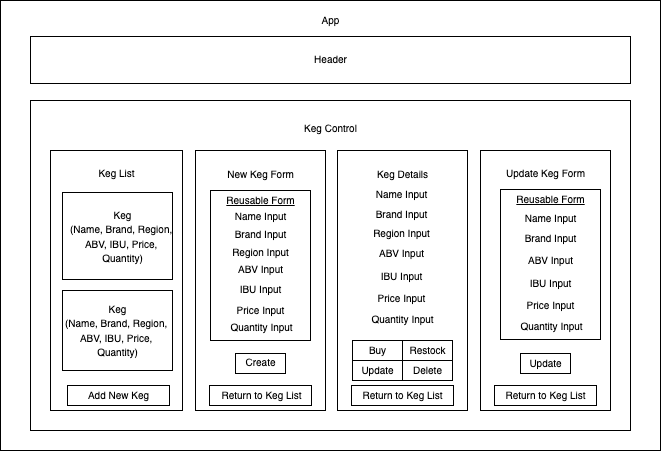 App
Header
Keg Control
Keg List
Keg
(Name, Brand, Region,
ABV, IBU, Price,
Quantity)
Keg
(Name, Brand, Region,
ABV, IBU, Price,
Quantity)
Add New Keg
New Keg Form
Reusable Form
Name Input
Brand Input
Region Input
ABV Input
IBU Input
Price Input
Quantity Input
Create
Return to Keg List
Keg Details
Name Input
Brand Input
Region Input
ABV Input
IBU Input
Price Input
Quantity Input
Buy Restock
Update Delete
Return to Keg List
Update Keg Form
Reusable Form
Name Input
Brand Input
ABV Input
IBU Input
Price Input
Quantity Input
Update
Return to Keg List